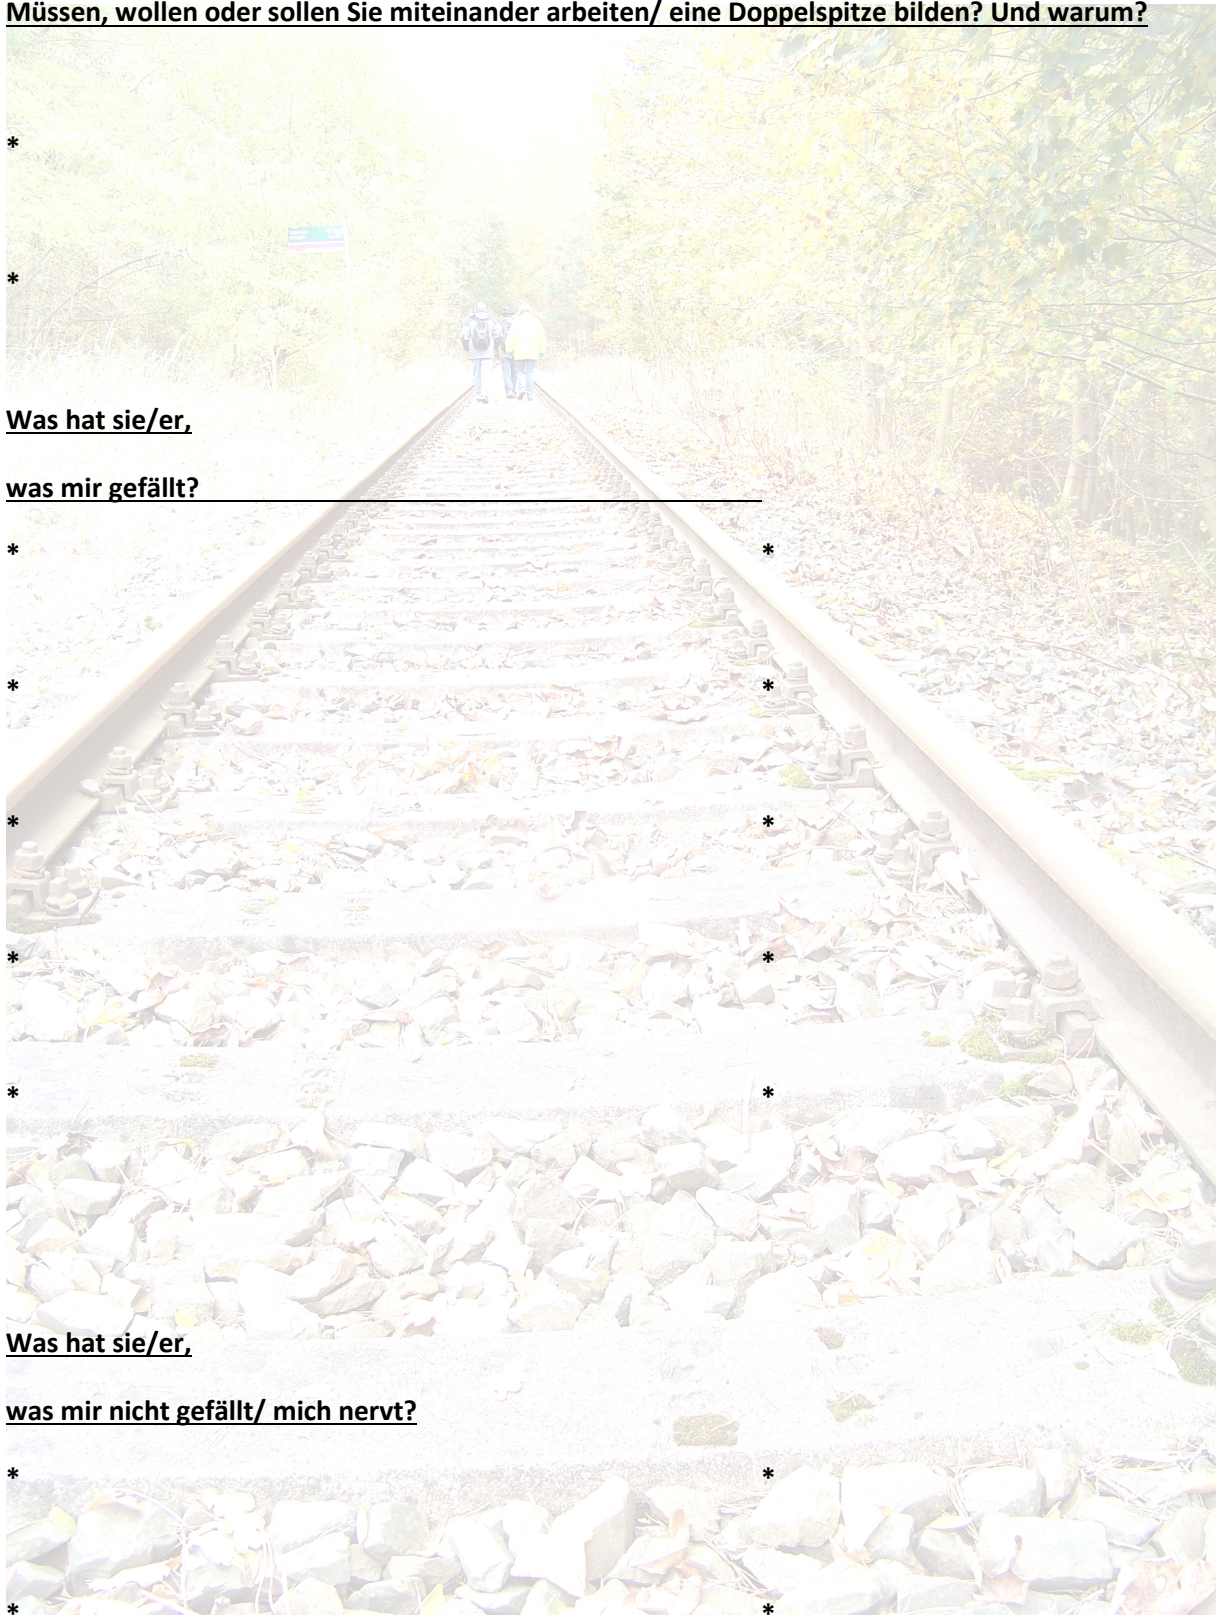 Müssen, wollen oder sollen Sie miteinander arbeiten/ eine Doppelspitze bilden? Und warum?
*
*
Was hat sie/er,
was mir gefällt?
* *
* *
* *
* *
* *
Was hat sie/er,
was mir nicht gefällt/ mich nervt?
* *
* *